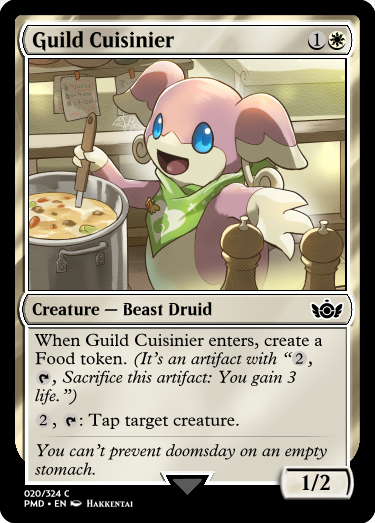 Guild Cuisinier 1
Creature — Beast Druid
When Guild Cuisinier enters, create a
Food token. (It's an artifact with “2,
, Sacrifice this artifact: You gain 3
life.”)
2, : Tap target creature.
You can't prevent doomsday on an empty
stomach.
1/2
020/324 C
PMD • EN Hakkentai